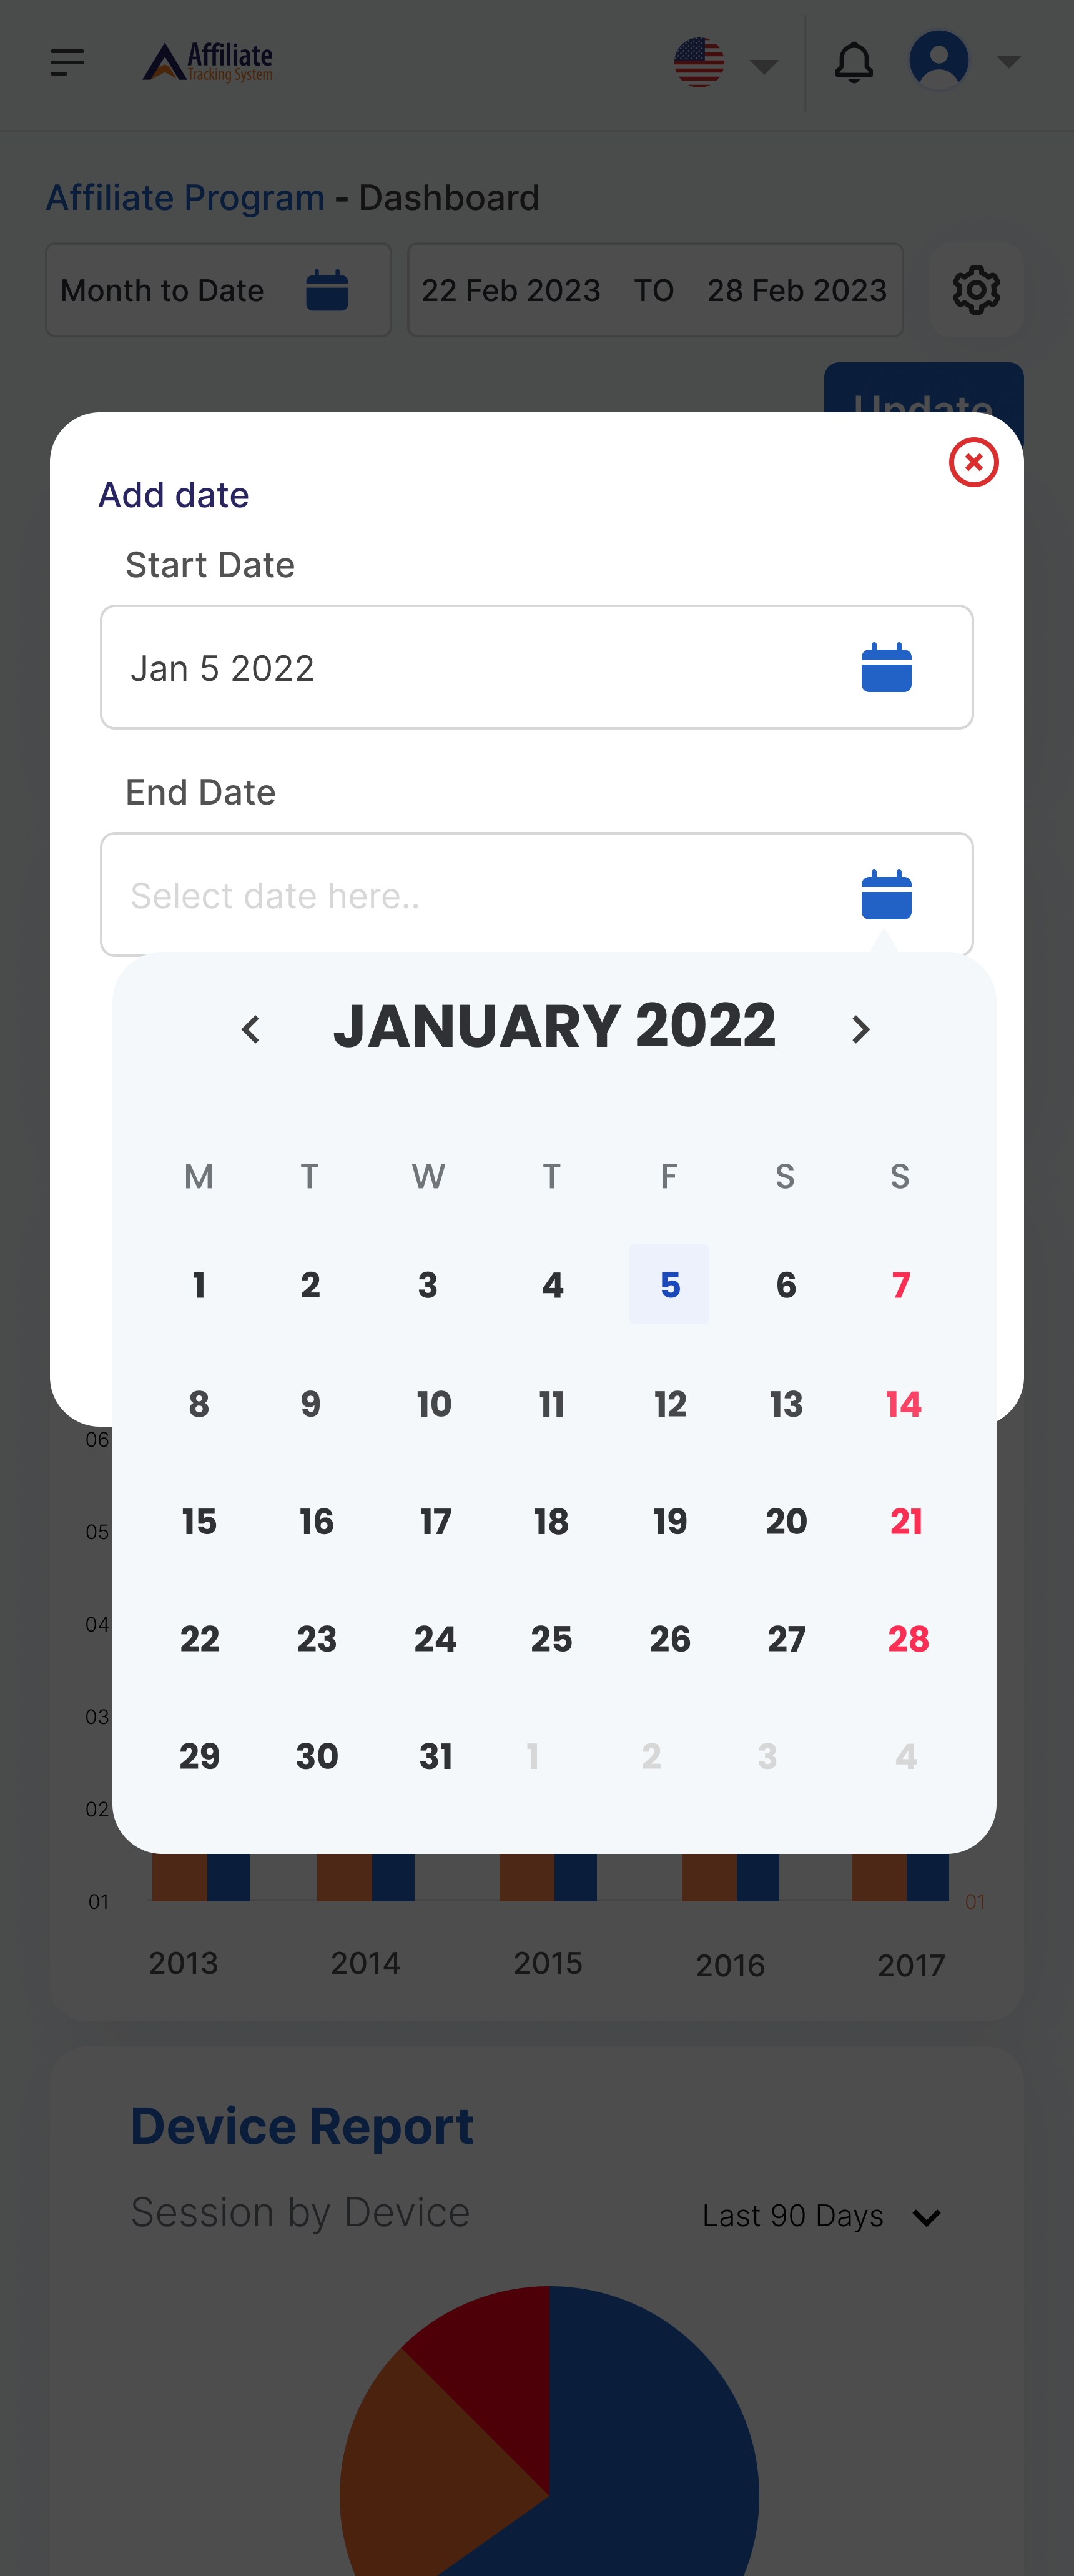 Affiliate
Tracking System
Affiliate Program - Dashboard
Month to Date
22 Feb 2023 TO 28 Feb 2023
Update
Add date
Start Date
Jan 5 2022
End Date
Select date here..
JANUARY 2022
M T W T F S S
1 2 3 4 5 6 7
8 9 10 11 12 13 14
15 16 17 18 19 20 21
22 23 24 25 26 27 28
29 30 31 1 2 3 4
06
05
04
03
02
01 01
2013 2014 2015 2016 2017
Device Report
Session by Device Last 90 Days